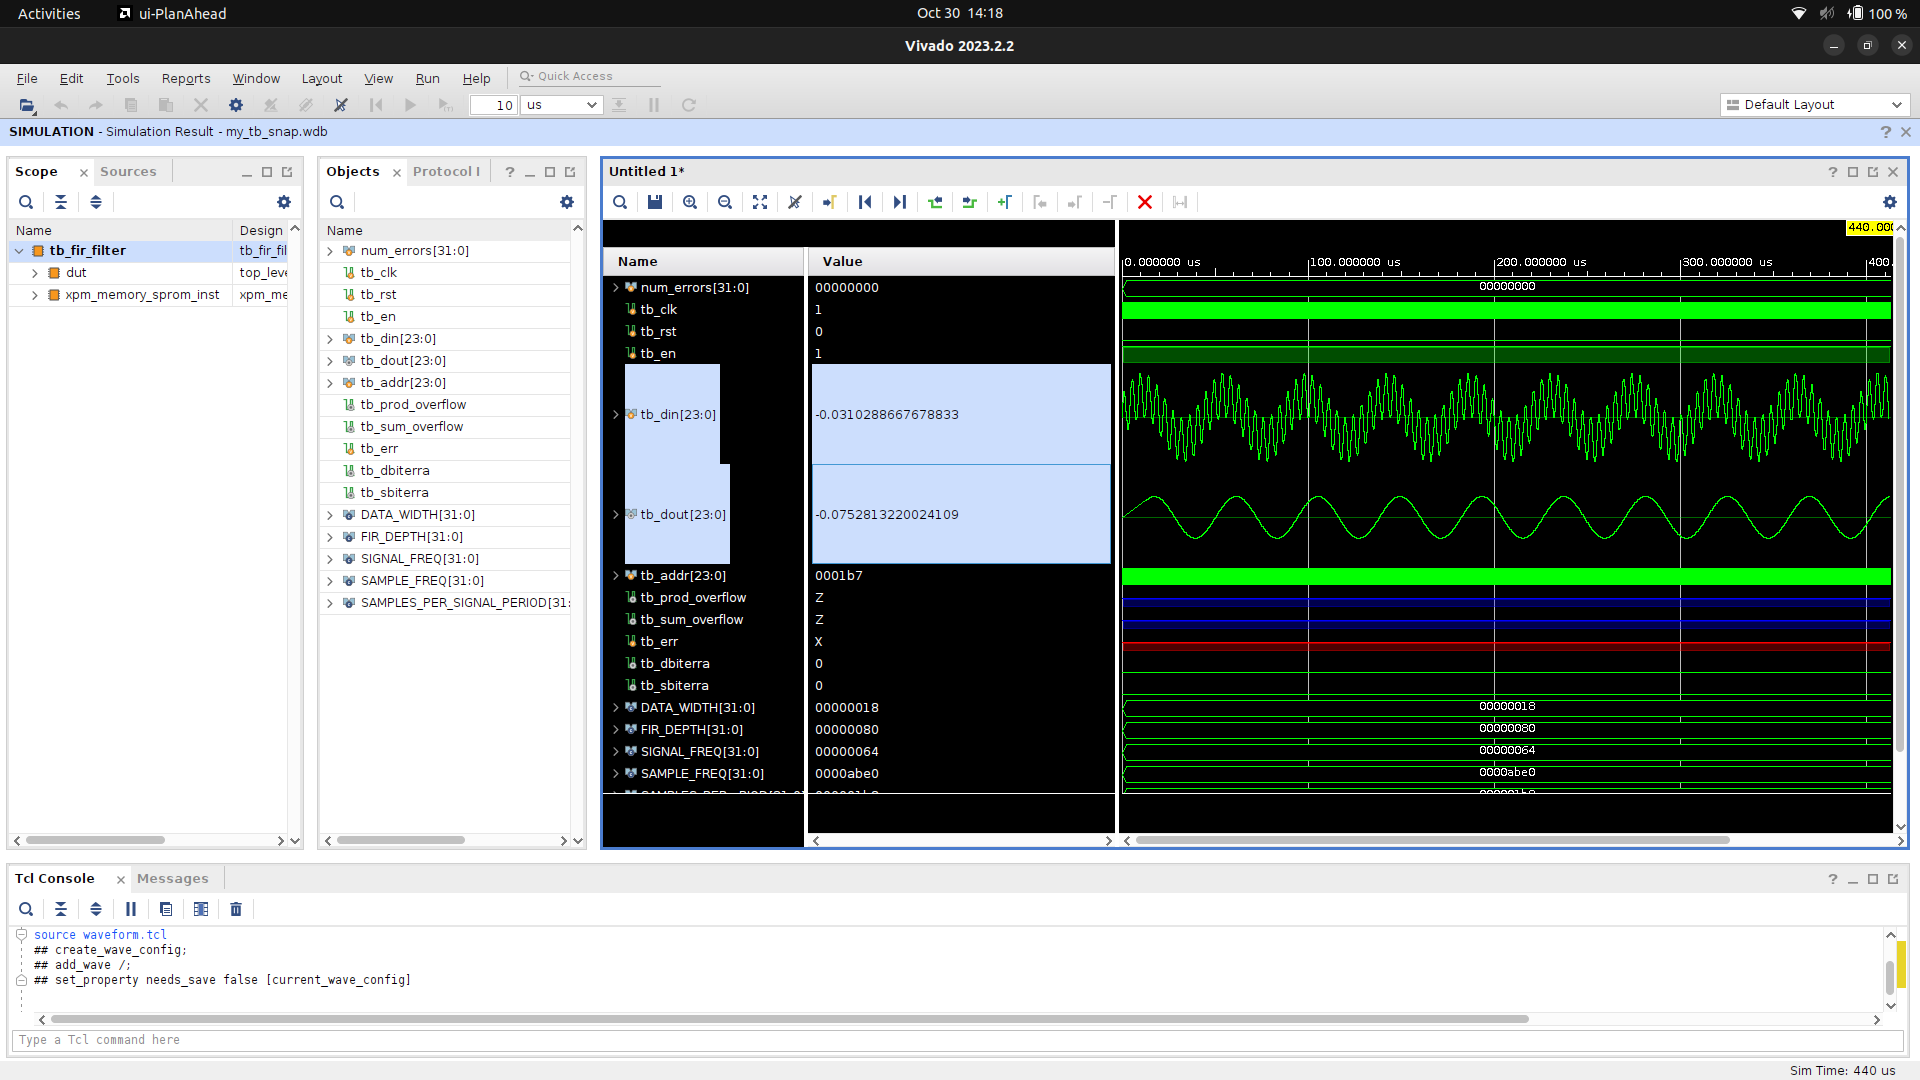 Activities ui-PlanAhead Oct 30 14:18 100 %
Vivado 2023.2.2
File Edit Tools Reports Window Layout View Run Help Quick Access
10 us Default Layout
SIMULATION - Simulation Result - my_tb_snap.wdb
Scope Sources
Name Design
tb_fir_filter tb_fir_fil
dut top_leve
xpm_memory_sprom_inst xpm_me
Objects Protocol I
Name
num_errors[31:0]
tb_clk
tb_rst
tb_en
tb_din[23:0]
tb_dout[23:0]
tb_addr[23:0]
tb_prod_overflow
tb_sum_overflow
tb_err
tb_dbiterra
tb_sbiterra
DATA_WIDTH[31:0]
FIR_DEPTH[31:0]
SIGNAL_FREQ[31:0]
SAMPLE_FREQ[31:0]
SAMPLES_PER_SIGNAL_PERIOD[31:
Untitled 1*
440.000
Name Value
0.000000 us 100.000000 us 200.000000 us 300.000000 us 400.
num_errors[31:0] 00000000 00000000
tb_clk 1
tb_rst 0
tb_en 1
tb_din[23:0] -0.0310288667678833
tb_dout[23:0] -0.0752813220024109
tb_addr[23:0] 0001b7
tb_prod_overflow Z
tb_sum_overflow Z
tb_err X
tb_dbiterra 0
tb_sbiterra 0
DATA_WIDTH[31:0] 00000018 00000018
FIR_DEPTH[31:0] 00000080 00000080
SIGNAL_FREQ[31:0] 00000064 00000064
SAMPLE_FREQ[31:0] 0000abe0 0000abe0
Tcl Console Messages
source waveform.tcl
## create_wave_config;
## add_wave /;
## set_property needs_save false [current_wave_config]
Type a Tcl command here
Sim Time: 440 us